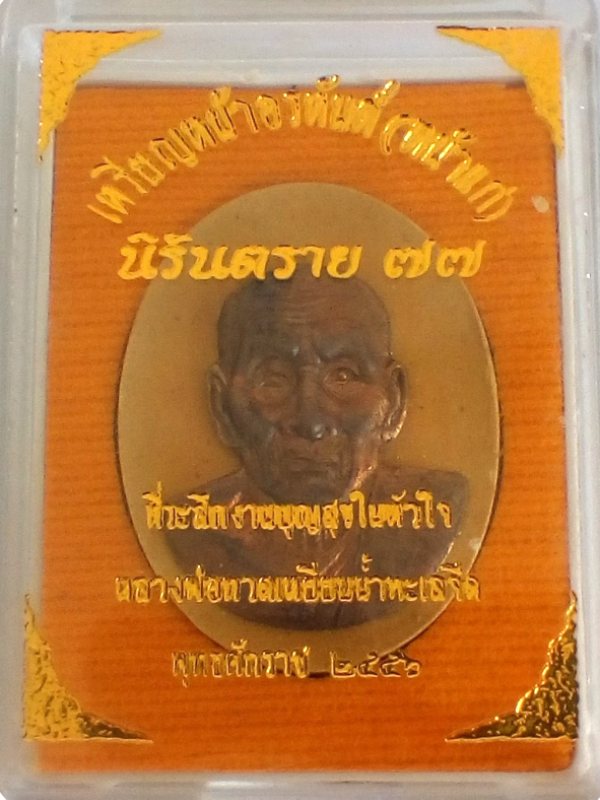 เหรียญหน้าอรหันต์ (หน้าแก่)
นิรันตราย ๗๗
ที่ระลึกงานบุญสุขในหัวใจ
หลวงพ่อทวดเหยียบน้ำทะเลจืด
พุทธศักราช ๒๕๕๖